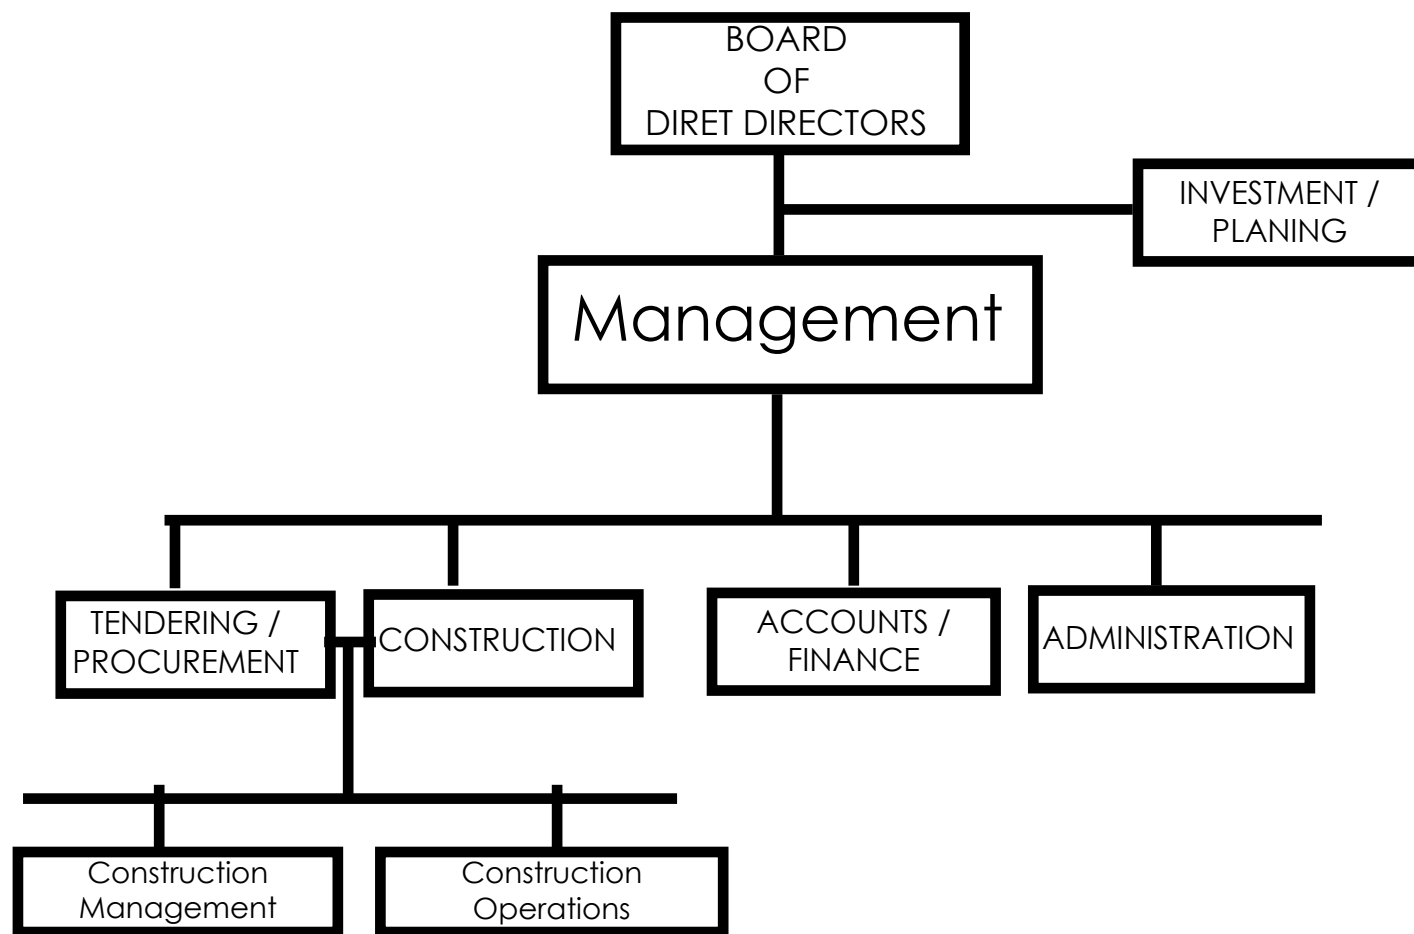 BOARD
OF
DIRET DIRECTORS
INVESTMENT /
PLANING
Management
TENDERING /
PROCUREMENT
CONSTRUCTION
ACCOUNTS /
FINANCE
ADMINISTRATION
Construction
Management
Construction
Operations